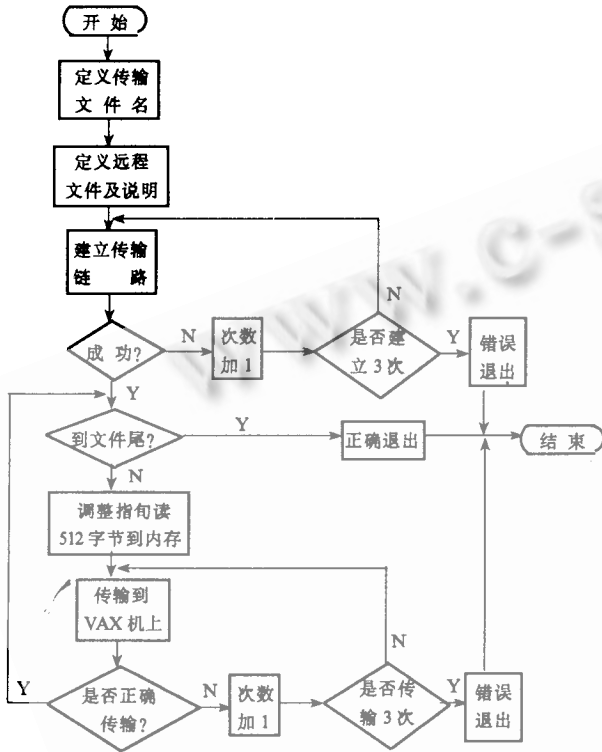 开 始
定义传输
文 件 名
定义远程
文件及说明
建立传输
链 路
N
成 功?
N
次数
加 1
是否建
立 3 次
Y
错误
退出
Y
到文件尾?
Y
正确退出
结 束
N
调整指旬读
512 字节到内存
传输到
VAX 机上
N
Y
是否正确
传输?
N
次数
加 1
是否传
输 3 次
Y
错误
退出
www.c-s